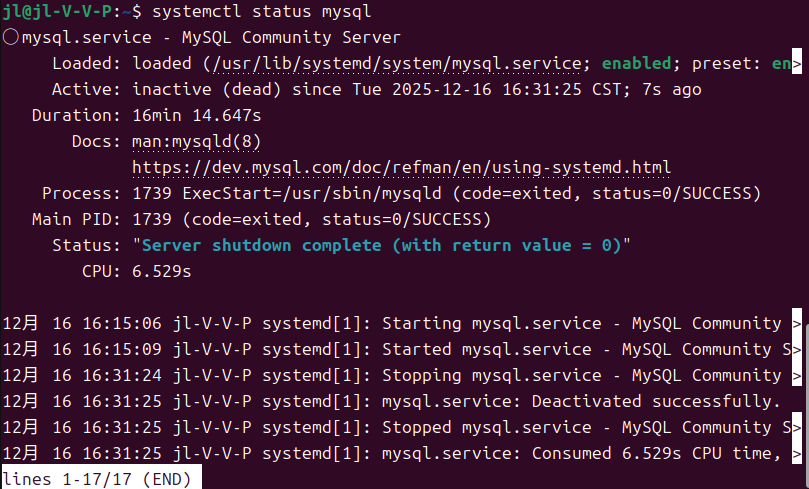 jl@jl-V-V-P:~$ systemctl status mysql
○ mysql.service - MySQL Community Server
     Loaded: loaded (/usr/lib/systemd/system/mysql.service; enabled; preset: en>
     Active: inactive (dead) since Tue 2025-12-16 16:31:25 CST; 7s ago
   Duration: 16min 14.647s
       Docs: man:mysqld(8)
             https://dev.mysql.com/doc/refman/en/using-systemd.html
    Process: 1739 ExecStart=/usr/sbin/mysqld (code=exited, status=0/SUCCESS)
   Main PID: 1739 (code=exited, status=0/SUCCESS)
     Status: "Server shutdown complete (with return value = 0)"
        CPU: 6.529s
12月 16 16:15:06 jl-V-V-P systemd[1]: Starting mysql.service - MySQL Community >
12月 16 16:15:09 jl-V-V-P systemd[1]: Started mysql.service - MySQL Community S>
12月 16 16:31:24 jl-V-V-P systemd[1]: Stopping mysql.service - MySQL Community >
12月 16 16:31:25 jl-V-V-P systemd[1]: mysql.service: Deactivated successfully.
12月 16 16:31:25 jl-V-V-P systemd[1]: Stopped mysql.service - MySQL Community S>
12月 16 16:31:25 jl-V-V-P systemd[1]: mysql.service: Consumed 6.529s CPU time, >
lines 1-17/17 (END)